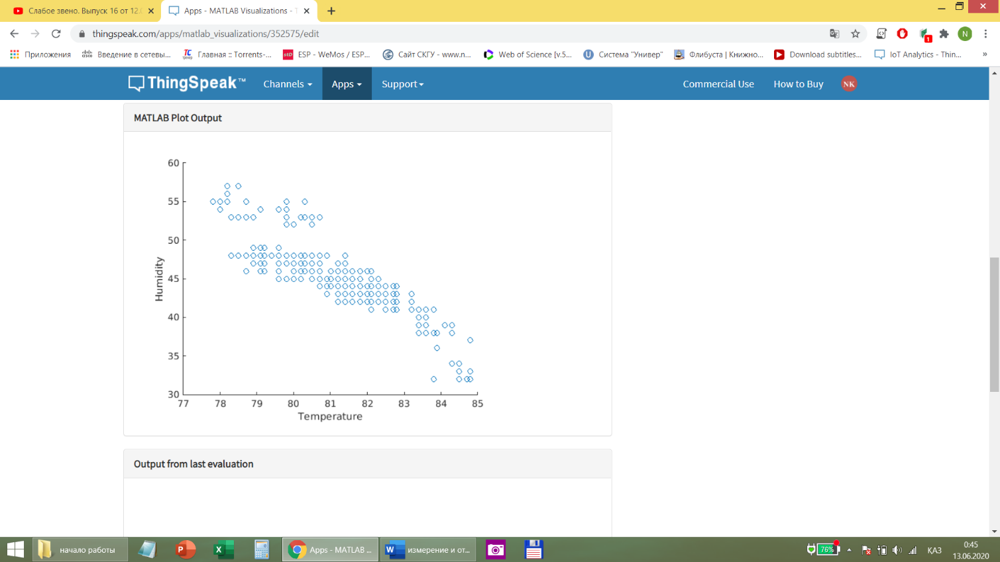 Слабое звено. Выпуск 16 от 12.
Apps - MATLAB Visualizations - T
thingspeak.com/apps/matlab_visualizations/352575/edit
N
1
Приложения
Введение в сетевы...
Главная :: Torrents-...
ESP - WeMos / ESP...
Сайт СКГУ - www.n...
Web of Science [v.5...
Система "Универ"
Флибуста | Книжно...
Download subtitles...
IoT Analytics - Thin...
»
ThingSpeak™
Channels
Apps
Support
Commercial Use
How to Buy
NK
MATLAB Plot Output
60
55
50
45
40
35
30
Humidity
77 78 79 80 81 82 83 84 85
Temperature
Output from last evaluation
начало работы
Apps - MATLAB ...
измерение и от...
76%
ҚАЗ
0:45
13.06.2020